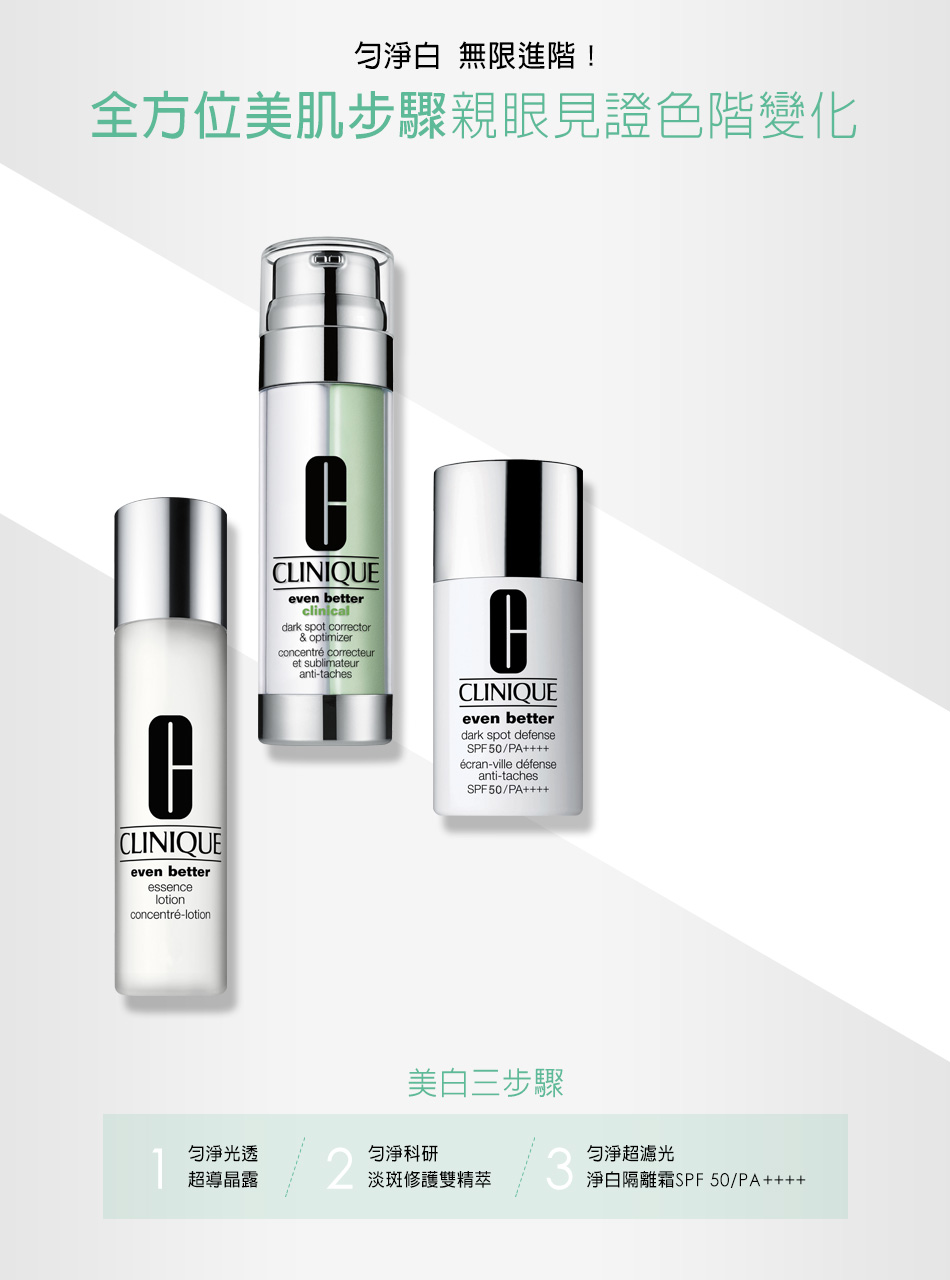 勻淨白 無限進階！
全方位美肌步驟親眼見證色階變化
CLINIQUE
even better
clinical
dark spot corrector
& optimizer
concentré correcteur
et sublimateur
anti-taches
CLINIQUE
even better
dark spot defense
SPF 50/PA++++
écran-ville défense
anti-taches
SPF 50/PA++++
CLINIQUE
even better
essence
lotion
concentré-lotion
美白三步驟
1 勻淨光透
超導晶露
2 勻淨科研
淡斑修護雙精萃
3 勻淨超濾光
淨白隔離霜SPF 50/PA++++